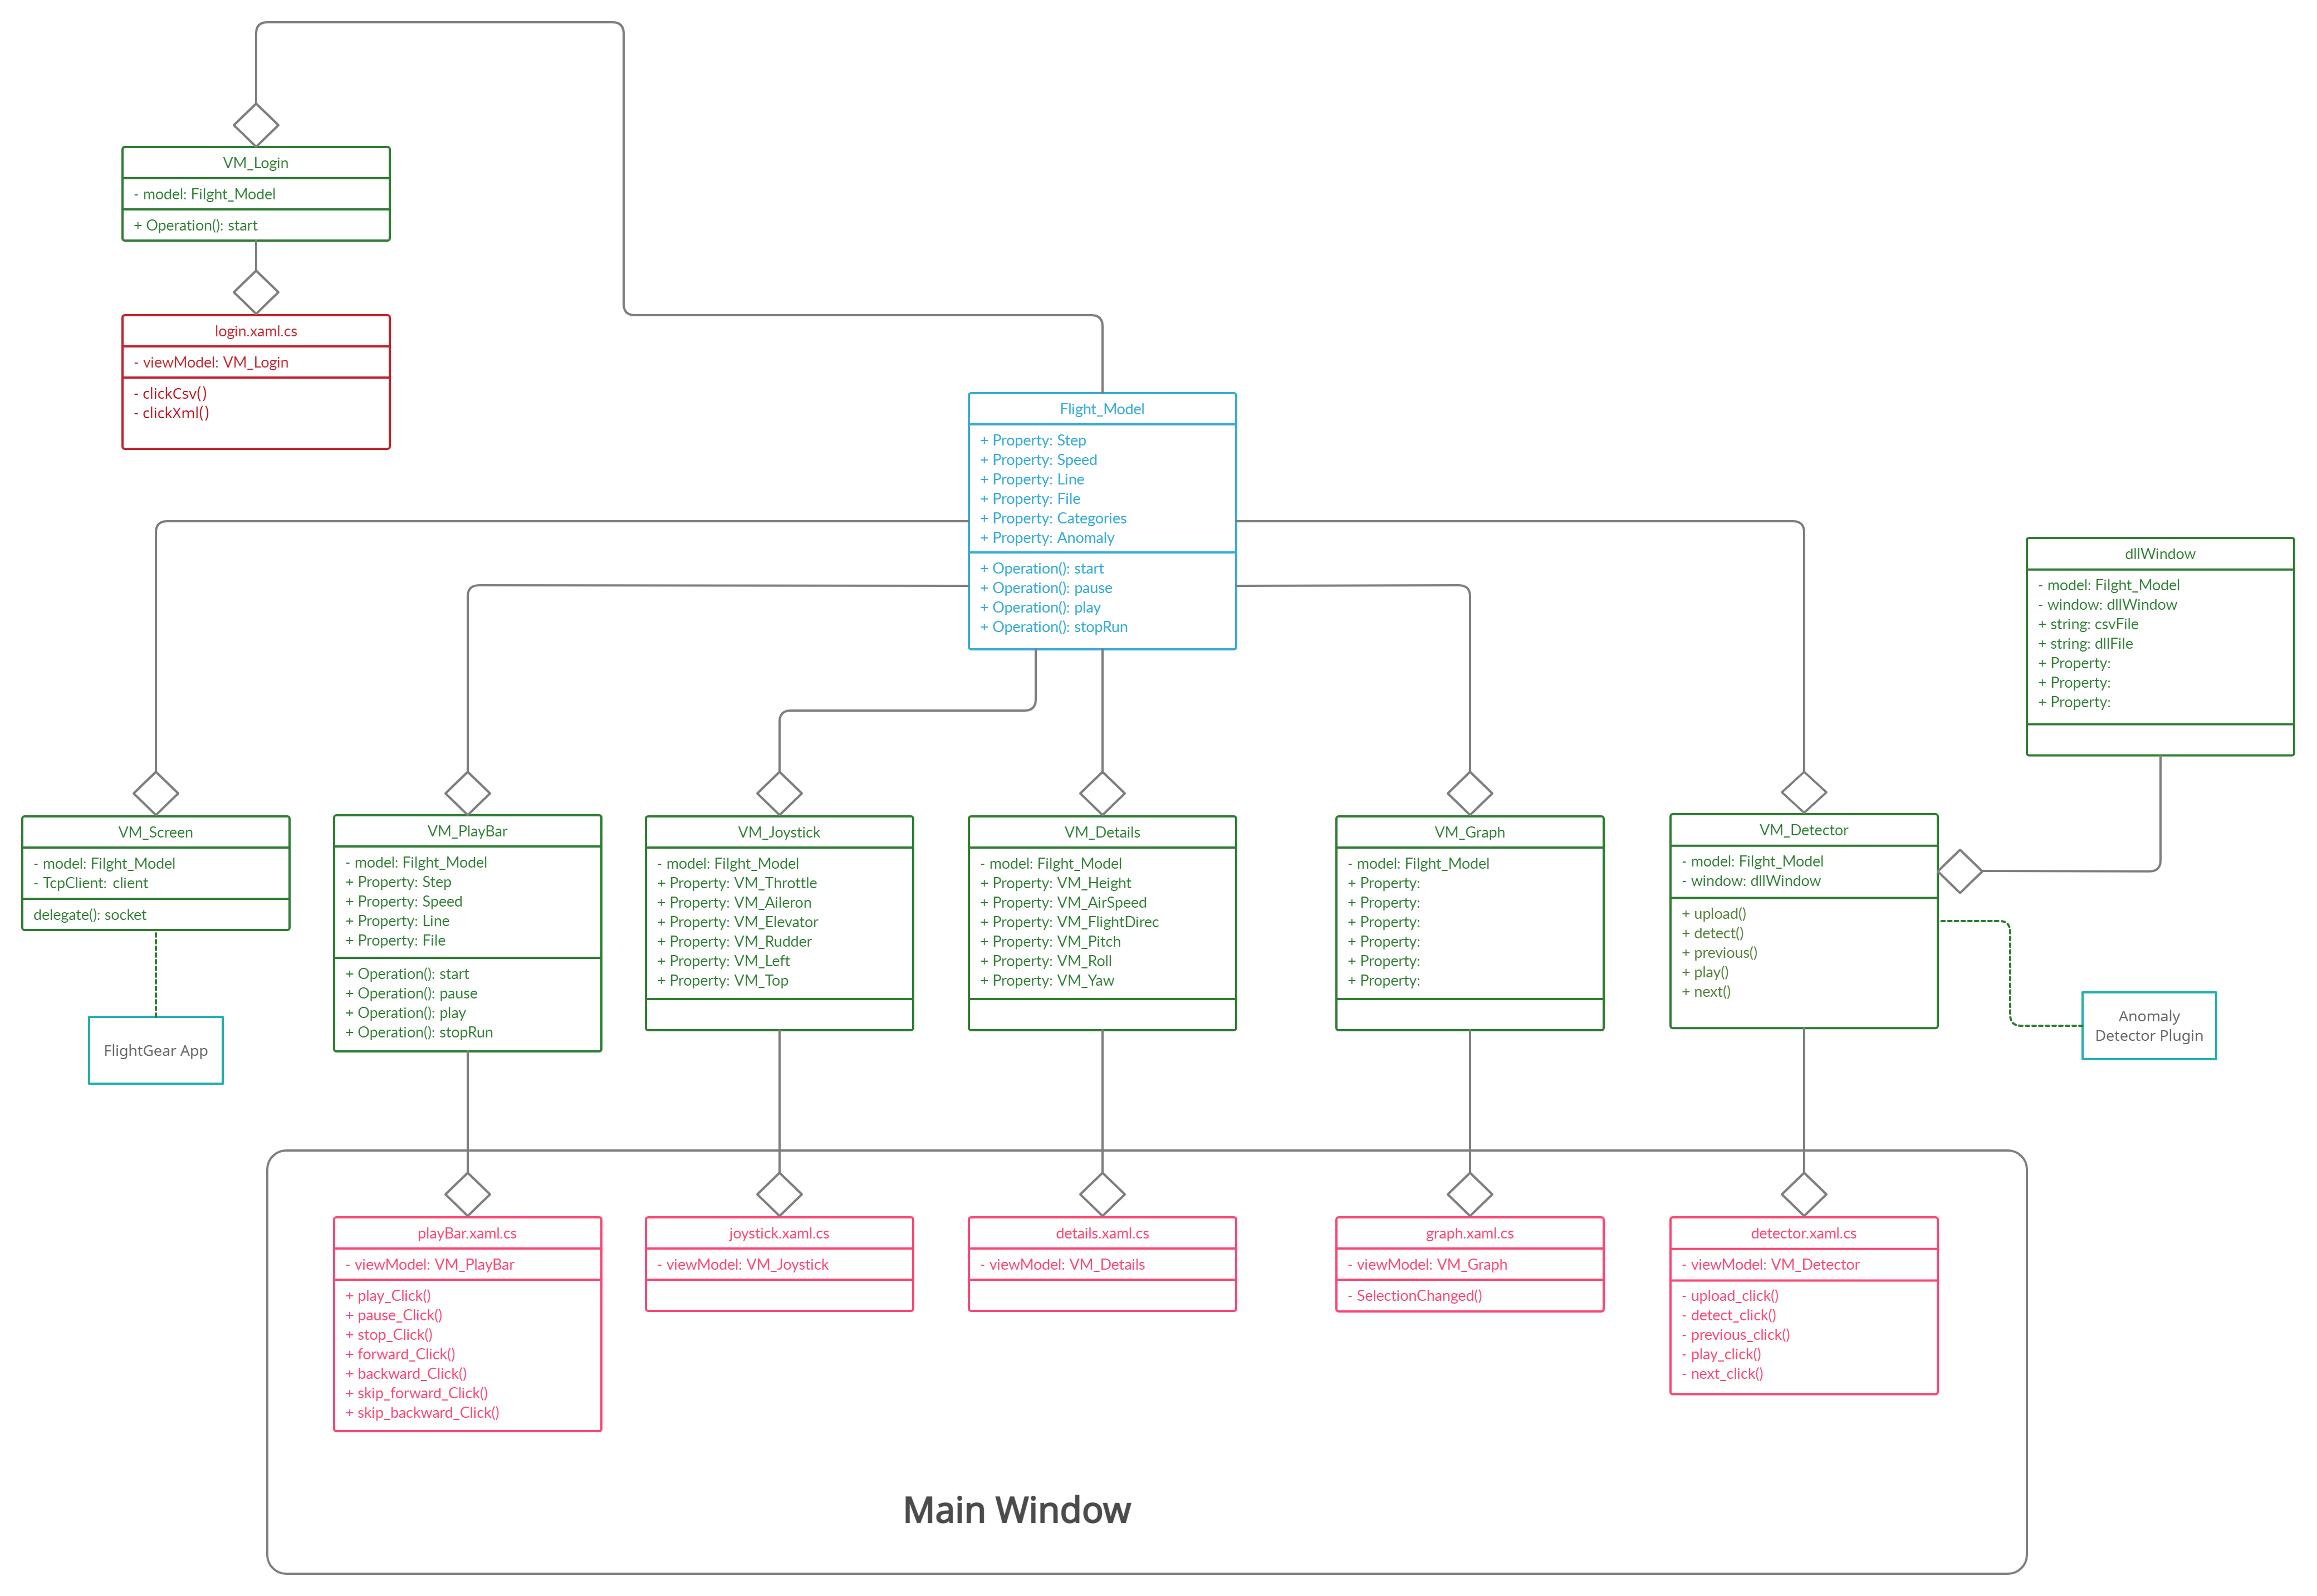 VM_Login
- model: Filght_Model
+ Operation(): start
login.xaml.cs
- viewModel: VM_Login
- clickCsv()
- clickXml()
Flight_Model
+ Property: Step
+ Property: Speed
+ Property: Line
+ Property: File
+ Property: Categories
+ Property: Anomaly
+ Operation(): start
+ Operation(): pause
+ Operation(): play
+ Operation(): stopRun
dllWindow
- model: Filght_Model
- window: dllWindow
+ string: csvFile
+ string: dllFile
+ Property:
+ Property:
+ Property:
VM_Screen
- model: Filght_Model
- TcpClient: client
delegate(): socket
FlightGear App
VM_PlayBar
- model: Filght_Model
+ Property: Step
+ Property: Speed
+ Property: Line
+ Property: File
+ Operation(): start
+ Operation(): pause
+ Operation(): play
+ Operation(): stopRun
VM_Joystick
- model: Filght_Model
+ Property: VM_Throttle
+ Property: VM_Aileron
+ Property: VM_Elevator
+ Property: VM_Rudder
+ Property: VM_Left
+ Property: VM_Top
VM_Details
- model: Filght_Model
+ Property: VM_Height
+ Property: VM_AirSpeed
+ Property: VM_FlightDirec
+ Property: VM_Pitch
+ Property: VM_Roll
+ Property: VM_Yaw
VM_Graph
- model: Filght_Model
+ Property:
+ Property:
+ Property:
+ Property:
+ Property:
+ Property:
VM_Detector
- model: Filght_Model
- window: dllWindow
+ upload()
+ detect()
+ previous()
+ play()
+ next()
Anomaly
Detector Plugin
playBar.xaml.cs
- viewModel: VM_PlayBar
+ play_Click()
+ pause_Click()
+ stop_Click()
+ forward_Click()
+ backward_Click()
+ skip_forward_Click()
+ skip_backward_Click()
joystick.xaml.cs
- viewModel: VM_Joystick
details.xaml.cs
- viewModel: VM_Details
graph.xaml.cs
- viewModel: VM_Graph
- SelectionChanged()
detector.xaml.cs
- viewModel: VM_Detector
- upload_click()
- detect_click()
- previous_click()
- play_click()
- next_click()
Main Window